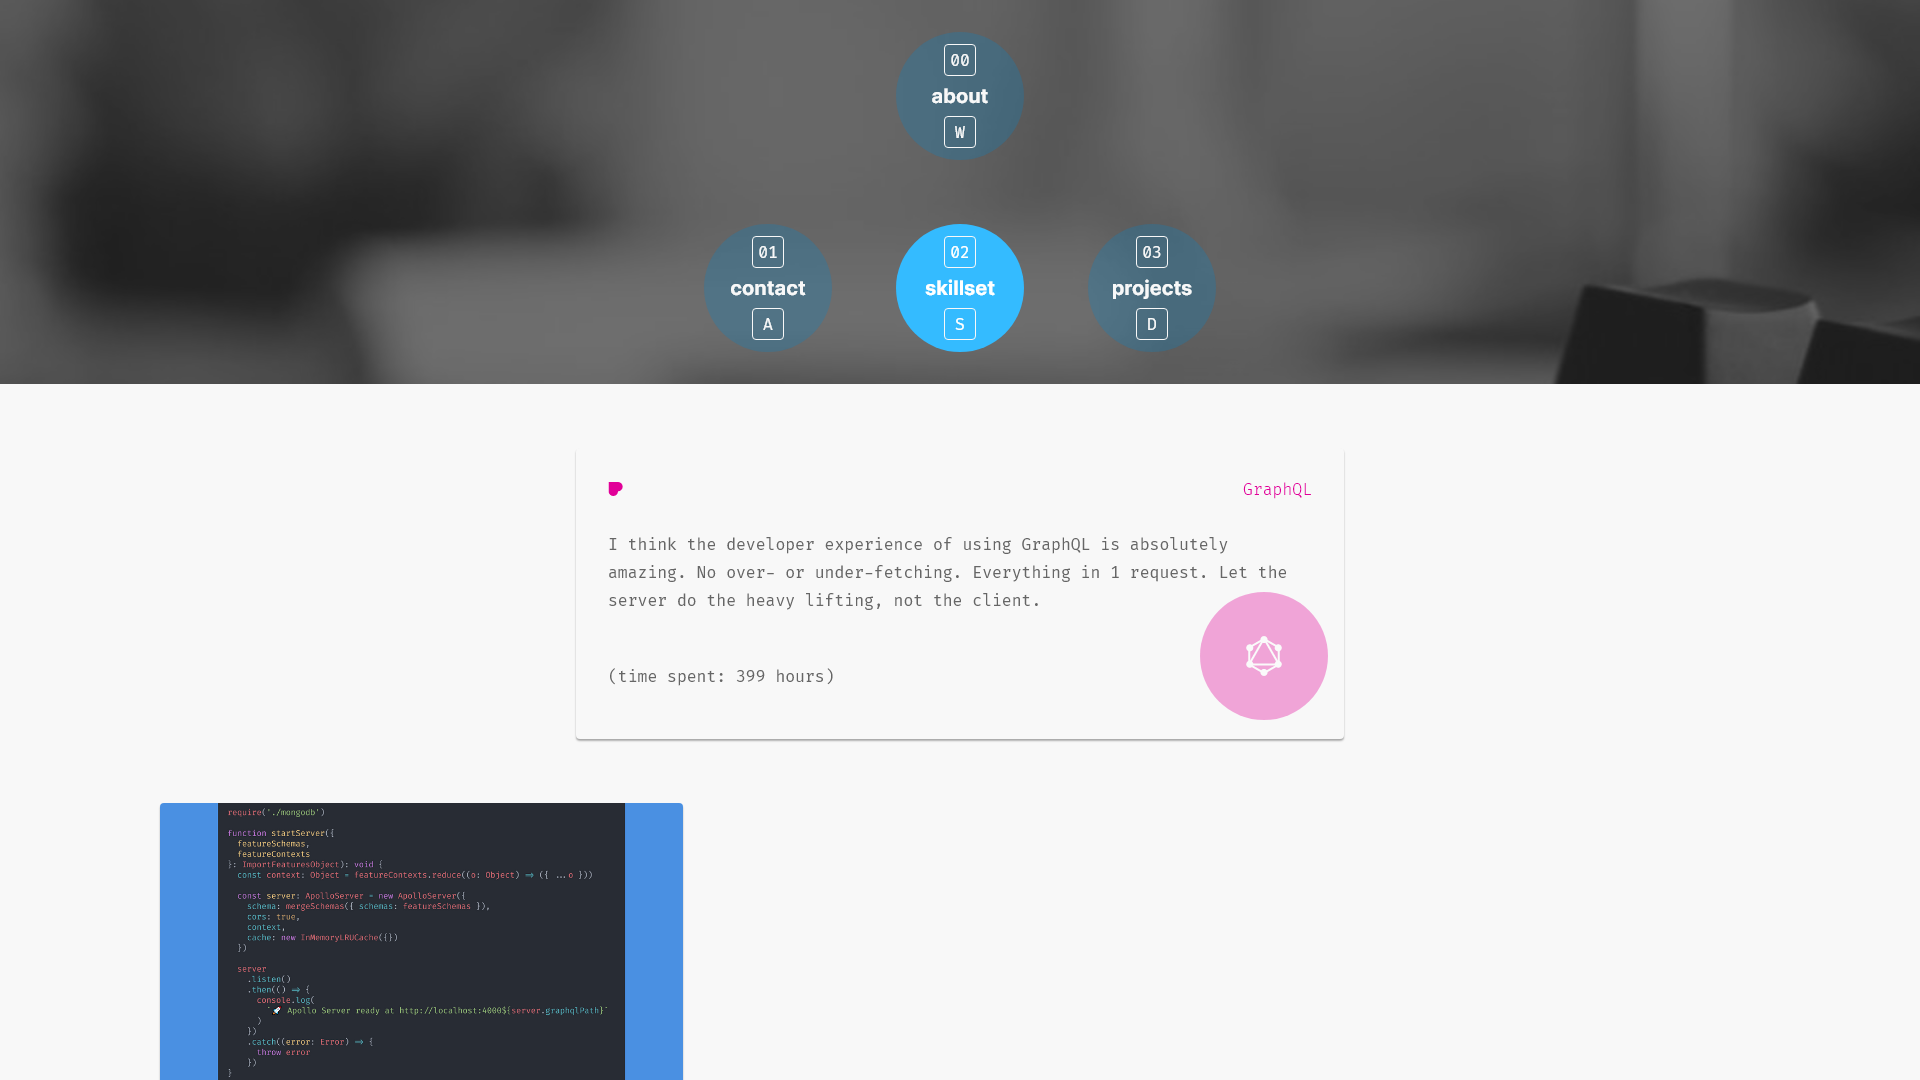 00
about
W
01
contact
A
02
skillset
S
03
projects
D
GraphQL
I think the developer experience of using GraphQL is absolutely
amazing. No over- or under-fetching. Everything in 1 request. Let the
server do the heavy lifting, not the client.
(time spent: 399 hours)
require('./mongodb')
function startServer({
featureSchemas,
featureContexts
}: ImportFeaturesObject): void {
const context: Object = featureContexts.reduce((o: Object) => ({ ...o }))
const server: ApolloServer = new ApolloServer({
schema: mergeSchemas({ schemas: featureSchemas }),
cors: true,
context,
cache: new InMemoryLRUCache({})
})
server
.listen()
.then(() => {
console.log(
`🚀 Apollo Server ready at http://localhost:4000${server.graphqlPath}`
)
})
.catch((error: Error) => {
throw error
})
}